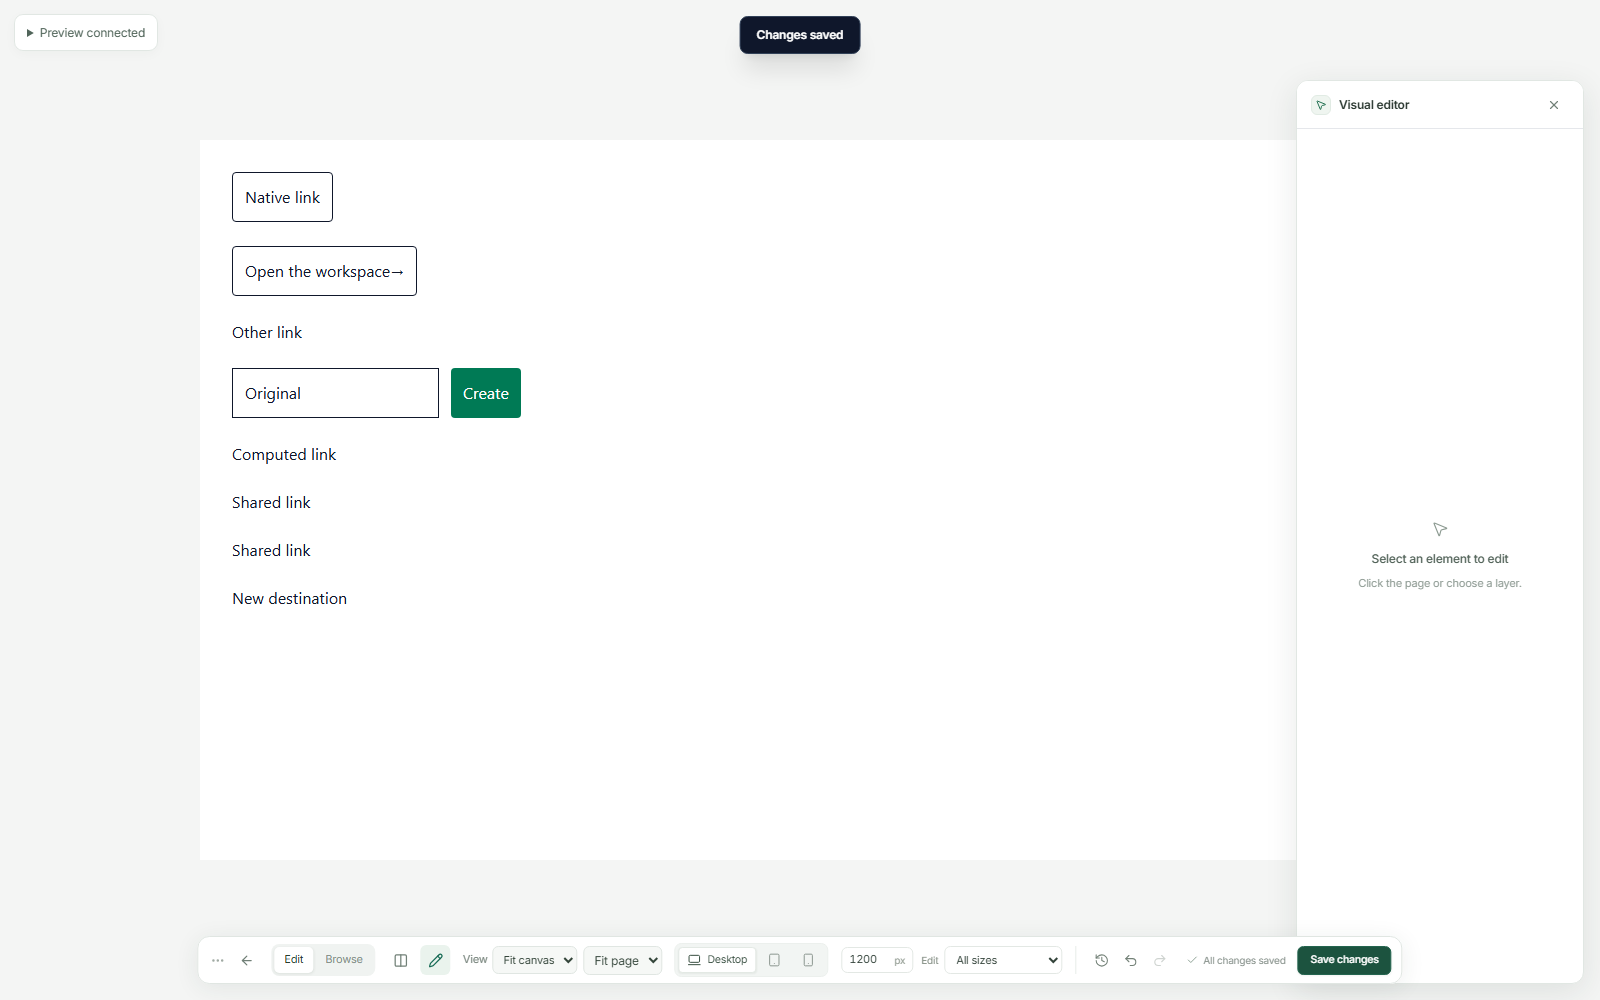 Preview connected
Changes saved
Visual editor
Native link
Open the workspace→
Other link
Original
Create
Computed link
Shared link
Shared link
New destination
Select an element to edit
Click the page or choose a layer.
Edit
Browse
View
Fit canvas
Fit page
Desktop
1200 px
Edit
All sizes
All changes saved
Save changes